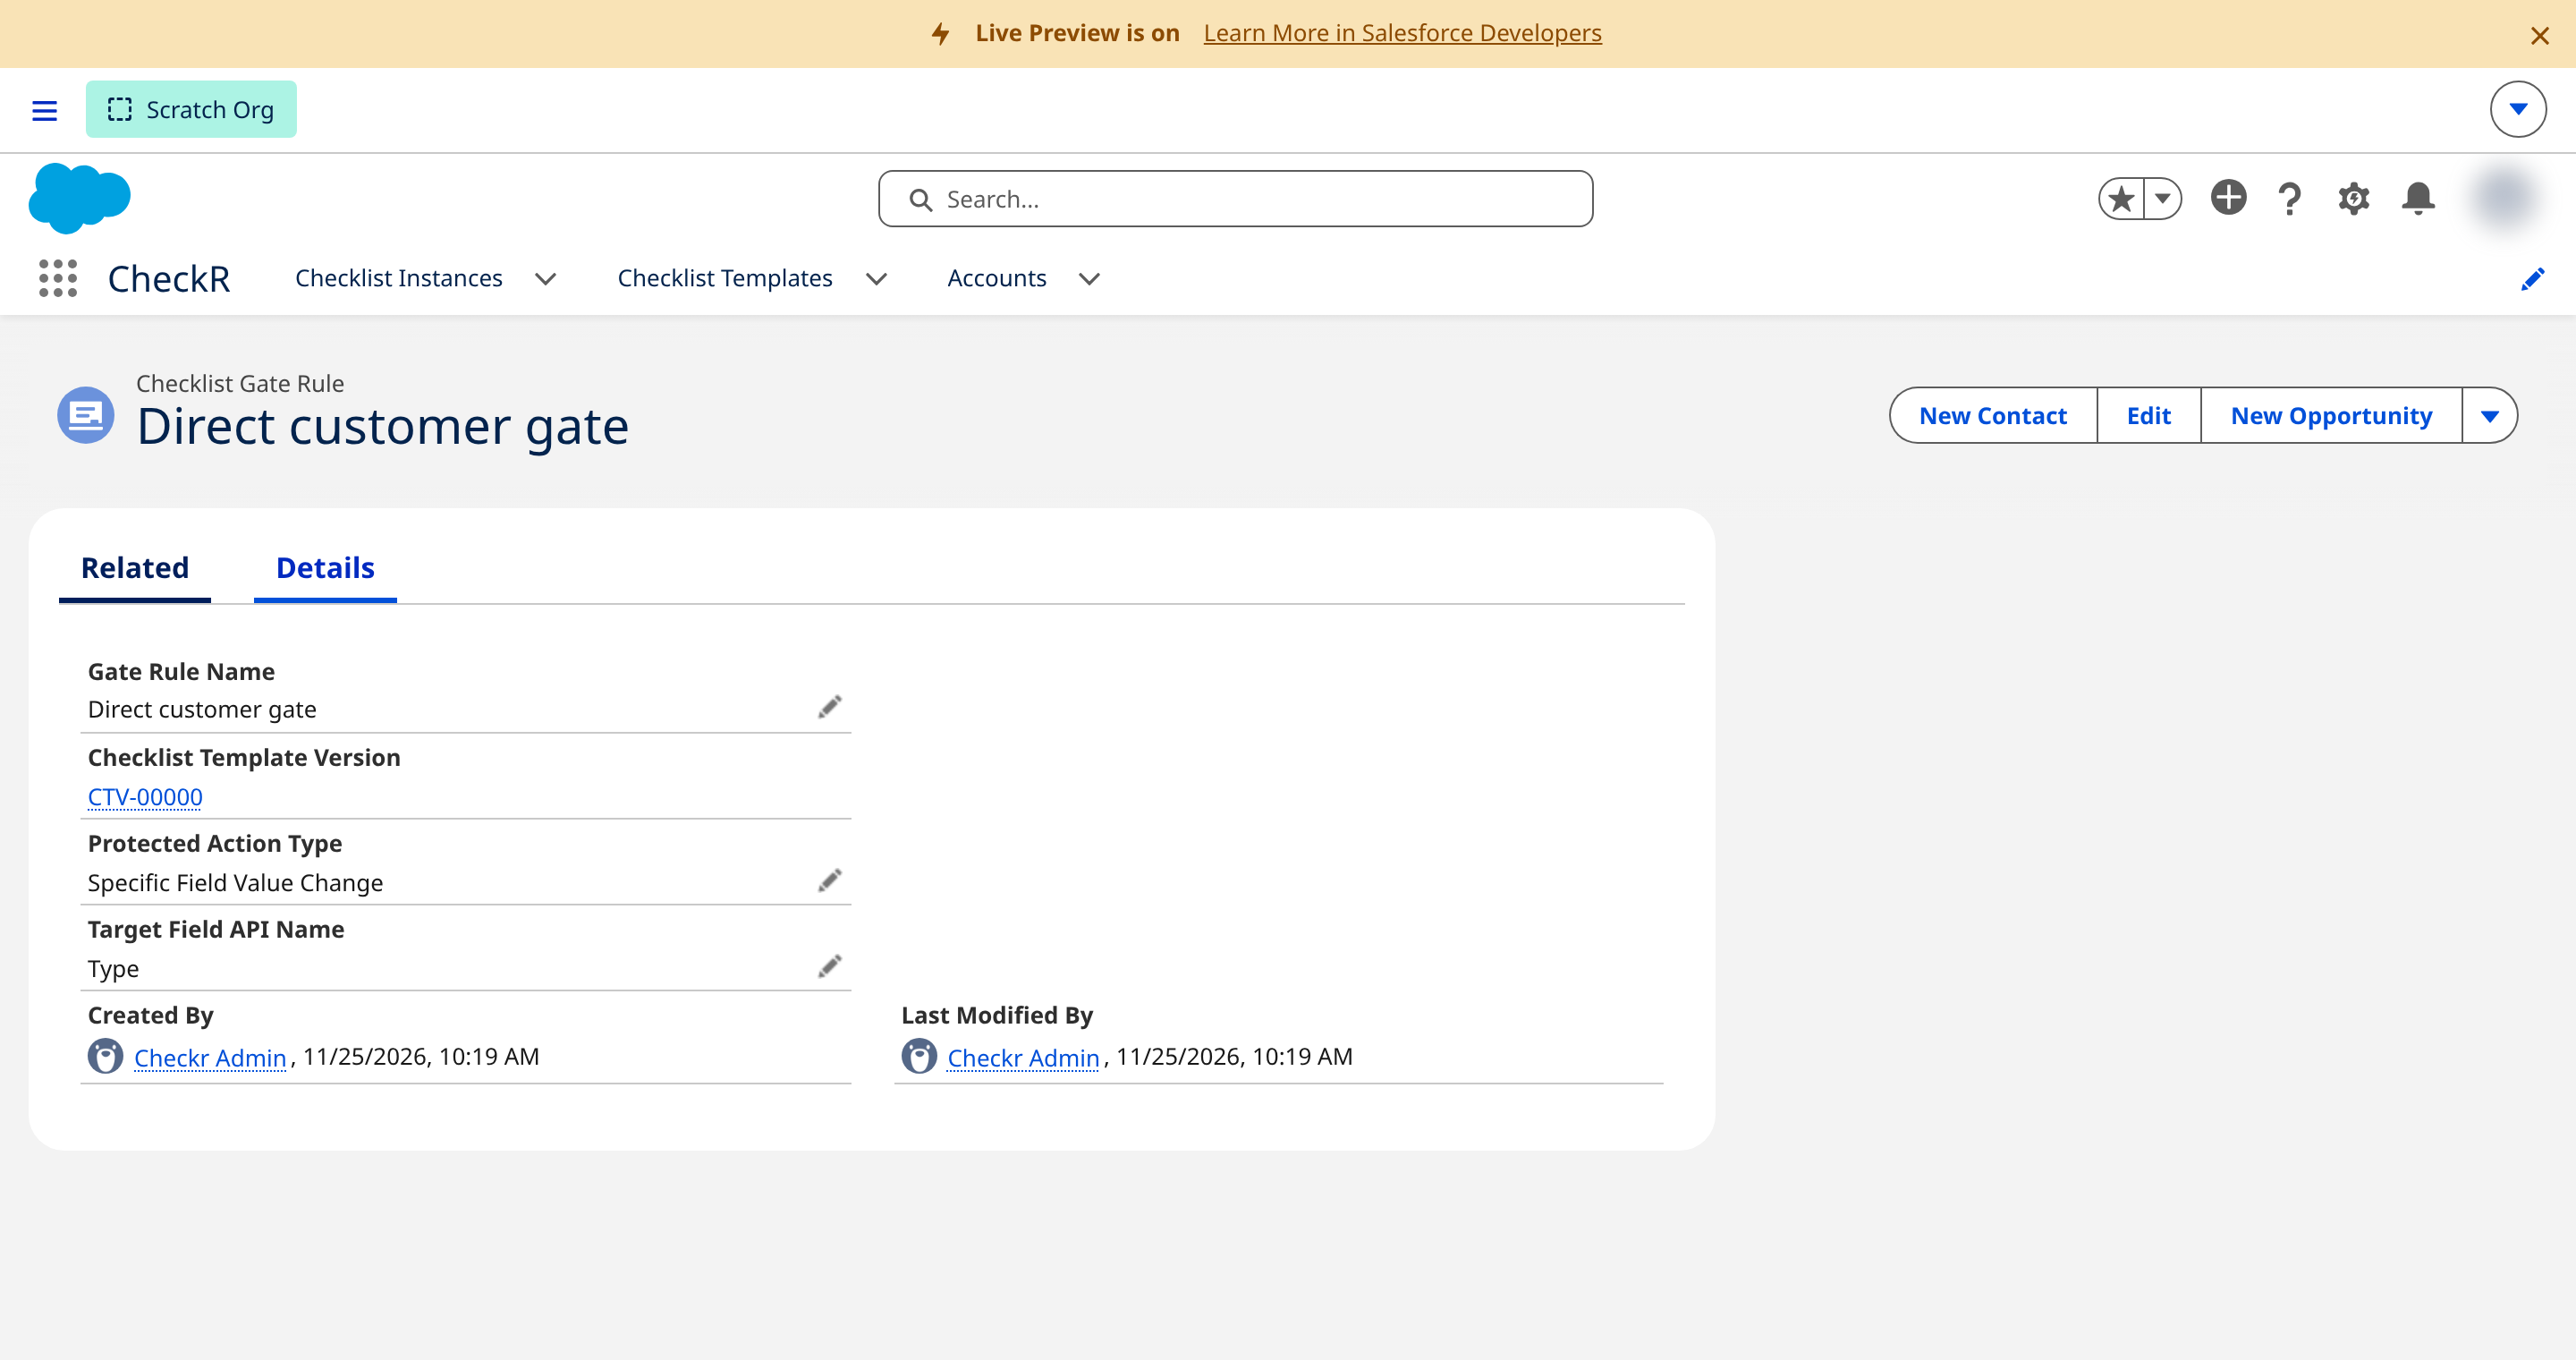 Live Preview is on Learn More in Salesforce Developers
Scratch Org
Search...
CheckR Checklist Instances Checklist Templates Accounts
Checklist Gate Rule
Direct customer gate
New Contact Edit New Opportunity
Related Details
Gate Rule Name
Direct customer gate
Checklist Template Version
CTV-00000
Protected Action Type
Specific Field Value Change
Target Field API Name
Type
Created By
Checkr Admin, 11/25/2026, 10:19 AM
Last Modified By
Checkr Admin, 11/25/2026, 10:19 AM